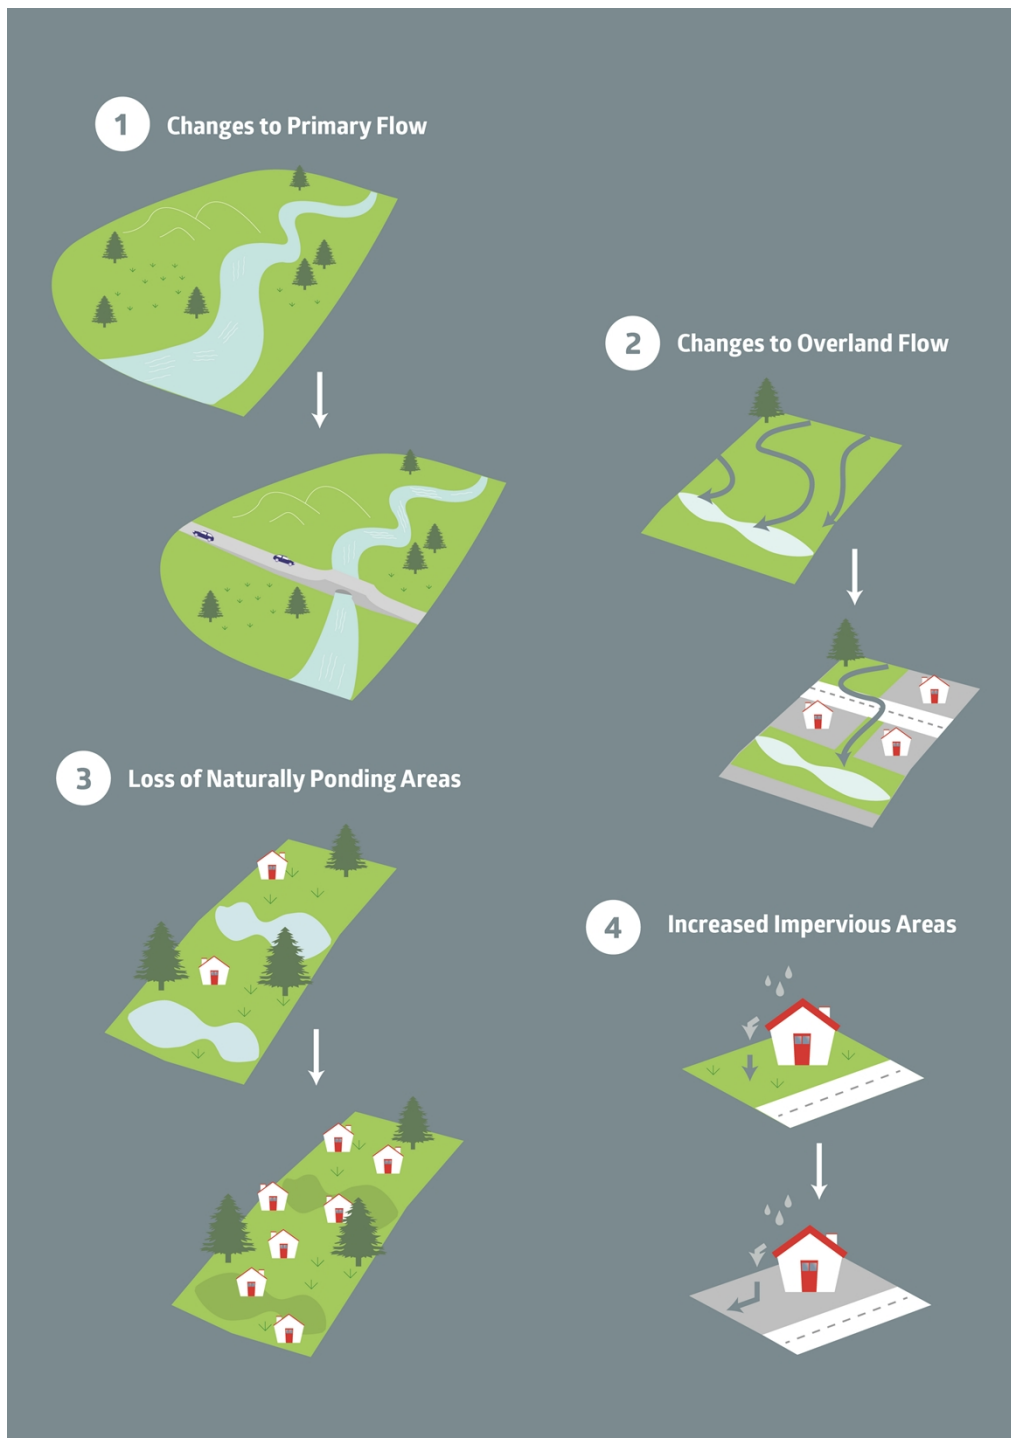 1 Changes to Primary Flow
2 Changes to Overland Flow
3 Loss of Naturally Ponding Areas
4 Increased Impervious Areas